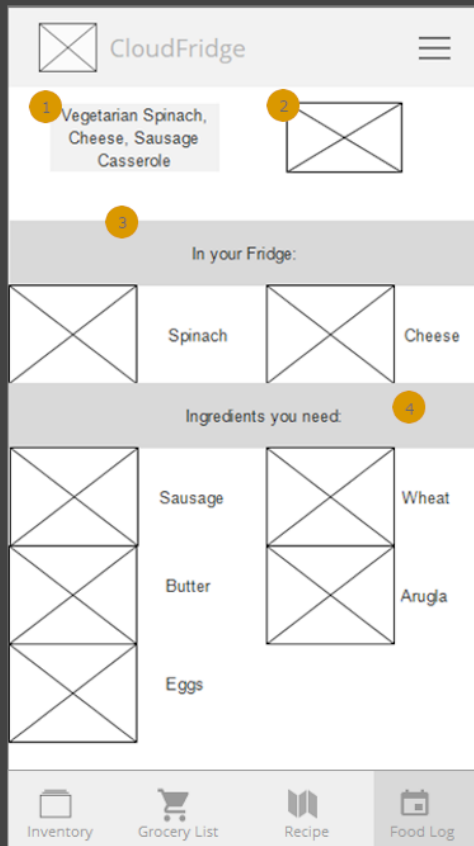 CloudFridge
1
Vegetarian Spinach,
Cheese, Sausage
Casserole
2
3
In your Fridge:
Spinach
Cheese
Ingredients you need:
4
Sausage
Wheat
Butter
Arugla
Eggs
Inventory
Grocery List
Recipe
Food Log